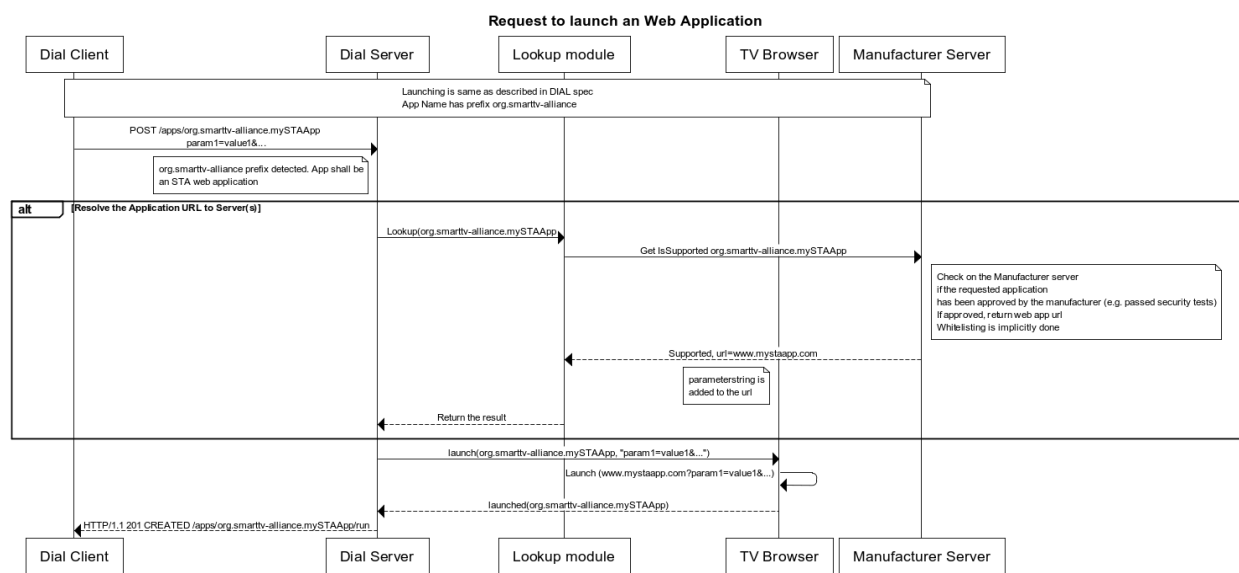 Request to launch an Web Application
Dial Client
Dial Server
Lookup module
TV Browser
Manufacturer Server
Launching is same as described in DIAL spec
App Name has prefix org.smarttv-alliance
POST /apps/org.smarttv-alliance.mySTAApp
param1=value1&...
org.smarttv-alliance prefix detected. App shall be
an STA web application
alt
[Resolve the Application URL to Server(s)]
Lookup(org.smarttv-alliance.mySTAApp
Get IsSupported org.smarttv-alliance.mySTAApp
Check on the Manufacturer server
if the requested application
has been approved by the manufacturer (e.g. passed security tests)
If approved, return web app url
Whitelisting is implicitly done
Supported, url=www.mystaapp.com
parameterstring is
added to the url
Return the result
launch(org.smarttv-alliance.mySTAApp, "param1=value1&...")
Launch (www.mystaapp.com?param1=value1&...)
launched(org.smarttv-alliance.mySTAApp)
HTTP/1.1 201 CREATED /apps/org.smarttv-alliance.mySTAApp/run
Dial Client
Dial Server
Lookup module
TV Browser
Manufacturer Server